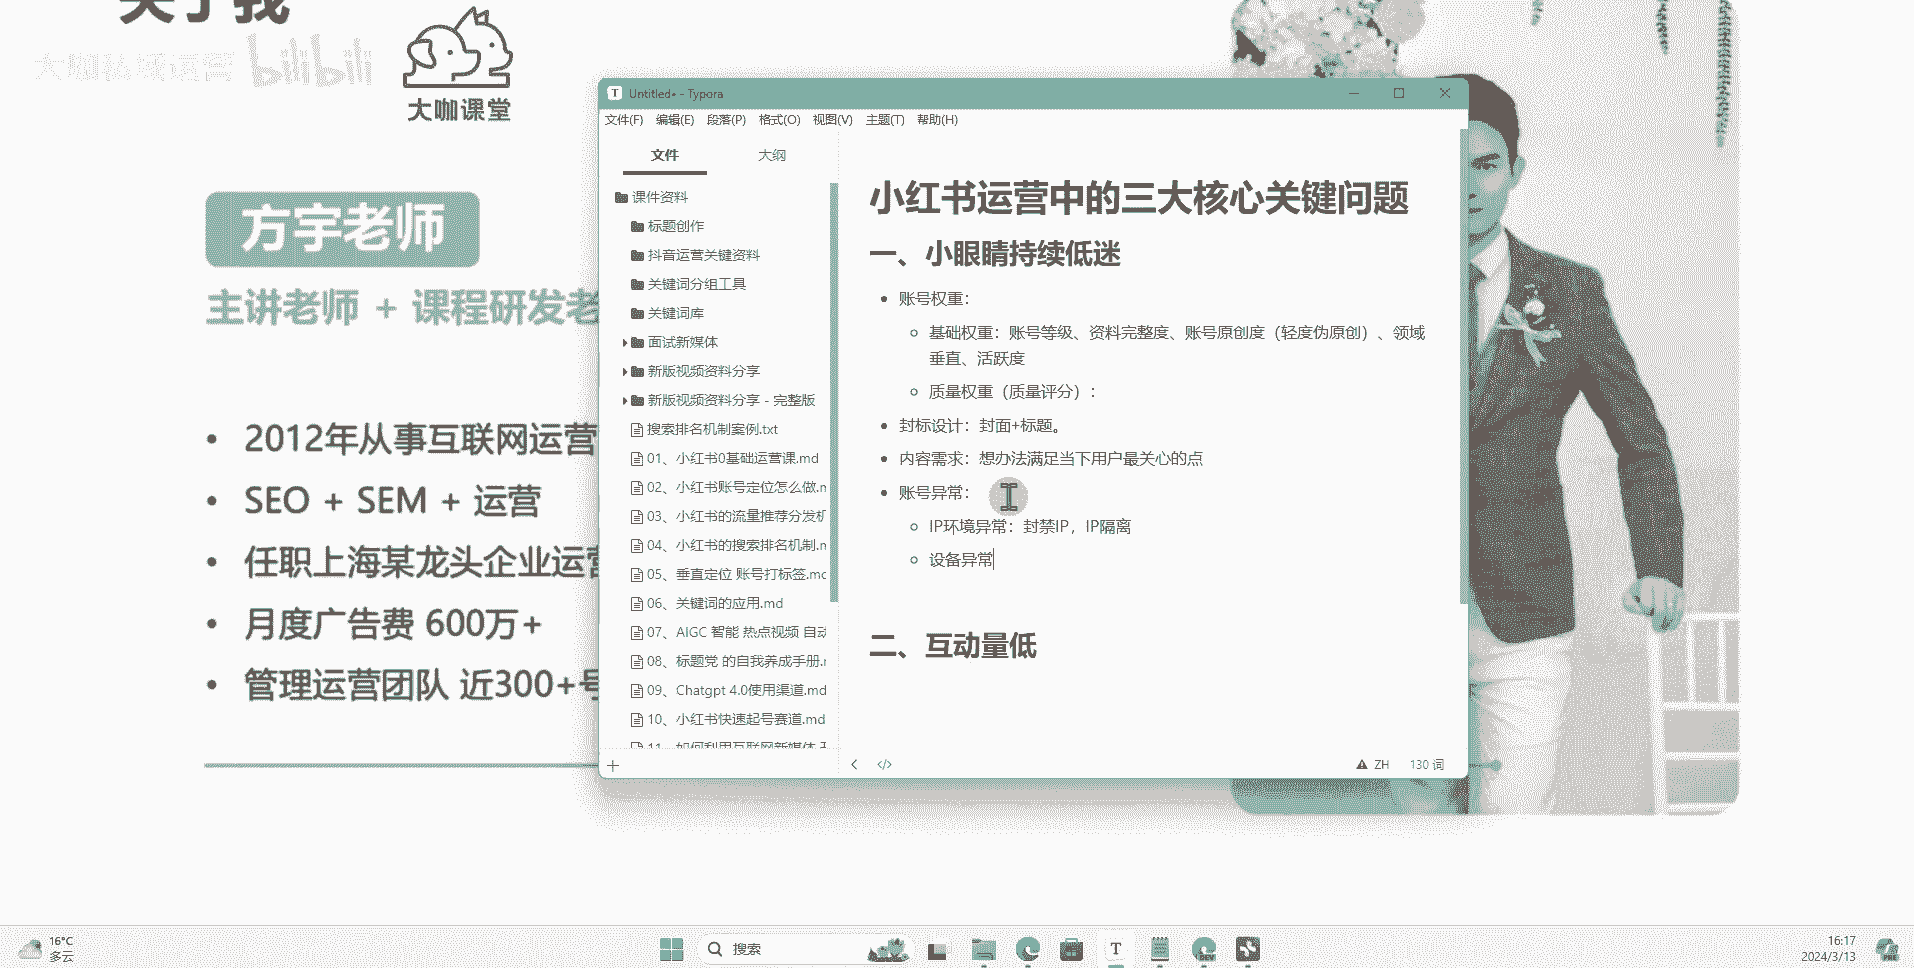 关于我
大咖私域运营 bilibili
大咖课堂
方宇老师
主讲老师 + 课程研发老
2012年从事互联网运营
SEO + SEM + 运营
任职上海某龙头企业运营
月度广告费 600万+
管理运营团队 近300+号
T Untitled• - Typora
文件(F) 编辑(E) 段落(P) 格式(O) 视图(V) 主题(T) 帮助(H)
文件 大纲
课件资料
标题创作
抖音运营关键资料
关键词分组工具
关键词库
面试新媒体
新版视频资料分享
新版视频资料分享 - 完整版
搜索排名机制案例.txt
01、小红书0基础运营课.md
02、小红书账号定位怎么做.m
03、小红书的流量推荐分发机
04、小红书的搜索排名机制.m
05、垂直定位 账号打标签.md
06、关键词的应用.md
07、AIGC 智能 热点视频 自动
08、标题党 的自我养成手册.m
09、Chatgpt 4.0使用渠道.md
10、小红书快速起号赛道.md
11、如何利用互联网新媒体
小红书运营中的三大核心关键问题
一、小眼睛持续低迷
账号权重：
基础权重：账号等级、资料完整度、账号原创度（轻度伪原创）、领域
垂直、活跃度
质量权重（质量评分）：
封标设计：封面+标题。
内容需求：想办法满足当下用户最关心的点
账号异常：
IP环境异常：封禁IP，IP隔离
设备异常
二、互动量低
ZH 130 词
16°C
多云
搜索
T
DEV
16:17
2024/3/13
PRE